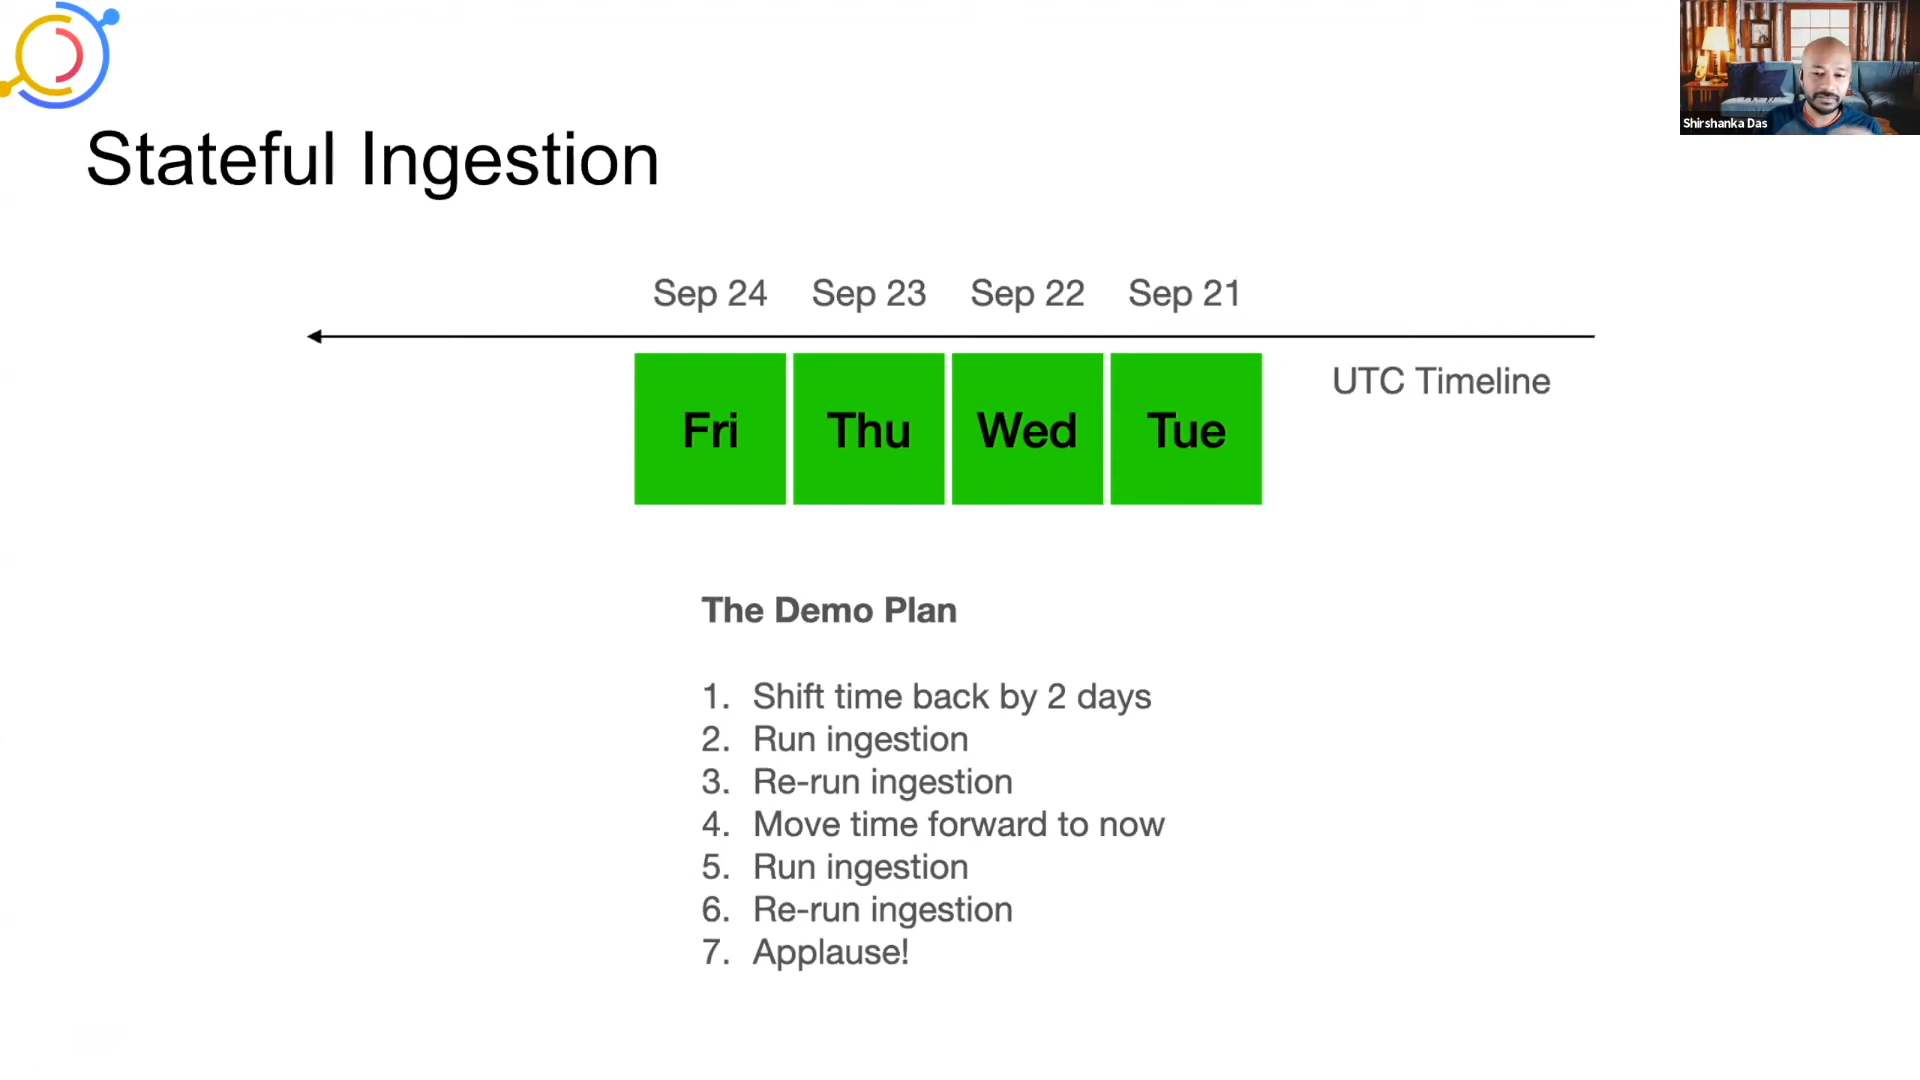 Shirshanka Das
Stateful Ingestion
Sep 24 Sep 23 Sep 22 Sep 21
UTC Timeline
Fri Thu Wed Tue
The Demo Plan
1. Shift time back by 2 days
2. Run ingestion
3. Re-run ingestion
4. Move time forward to now
5. Run ingestion
6. Re-run ingestion
7. Applause!